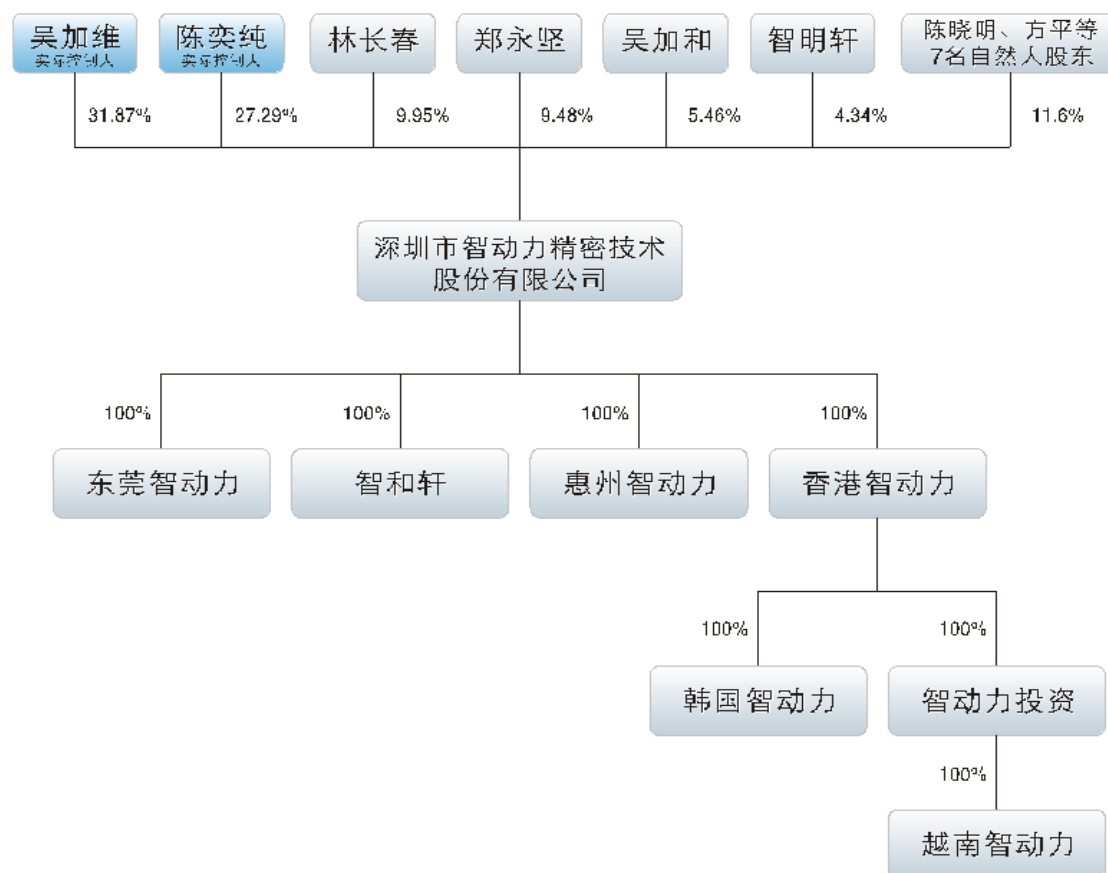 吴加维
实际控制人
陈奕纯
实际控制人
林长春
郑永坚
吴加和
智明轩
陈晓明、方平等
7名自然人股东
31.87%
27.29%
9.95%
9.48%
5.46%
4.34%
11.6%
深圳市智动力精密技术
股份有限公司
100%
100%
100%
100%
东莞智动力
智和轩
惠州智动力
香港智动力
100%
100%
韩国智动力
智动力投资
100%
越南智动力